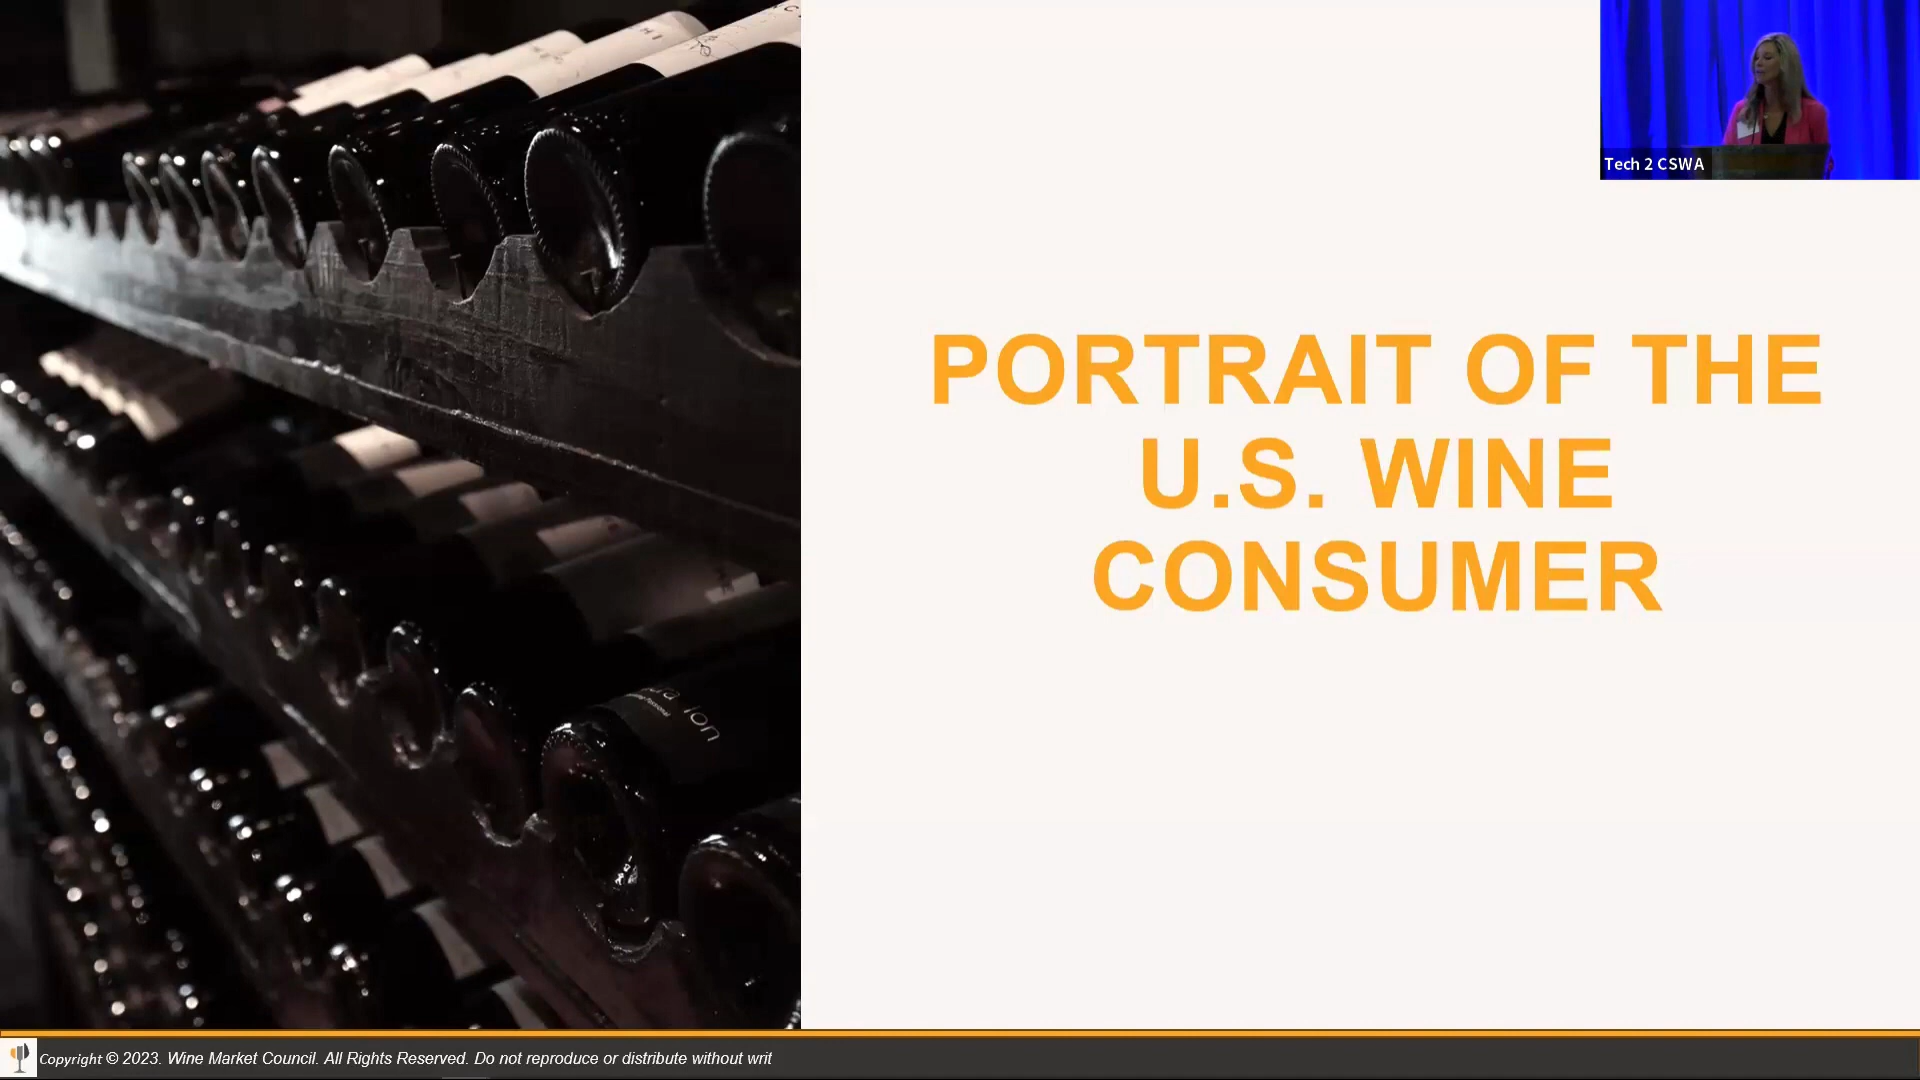 Tech 2 CSWA
PORTRAIT OF THE
U.S. WINE
CONSUMER
Copyright © 2023. Wine Market Council. All Rights Reserved. Do not reproduce or distribute without writ